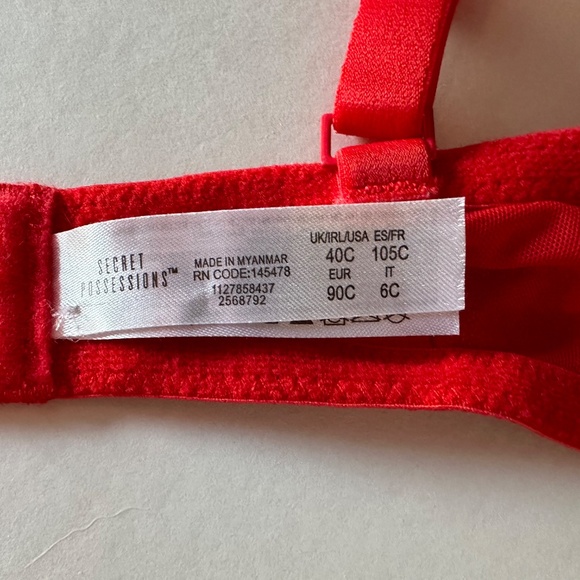 SECRET
POSSESSIONS™
MADE IN MYANMAR
RN CODE:145478
1127858437
2568792
UK/IRL/USA ES/FR
40C 105C
EUR IT
90C 6C